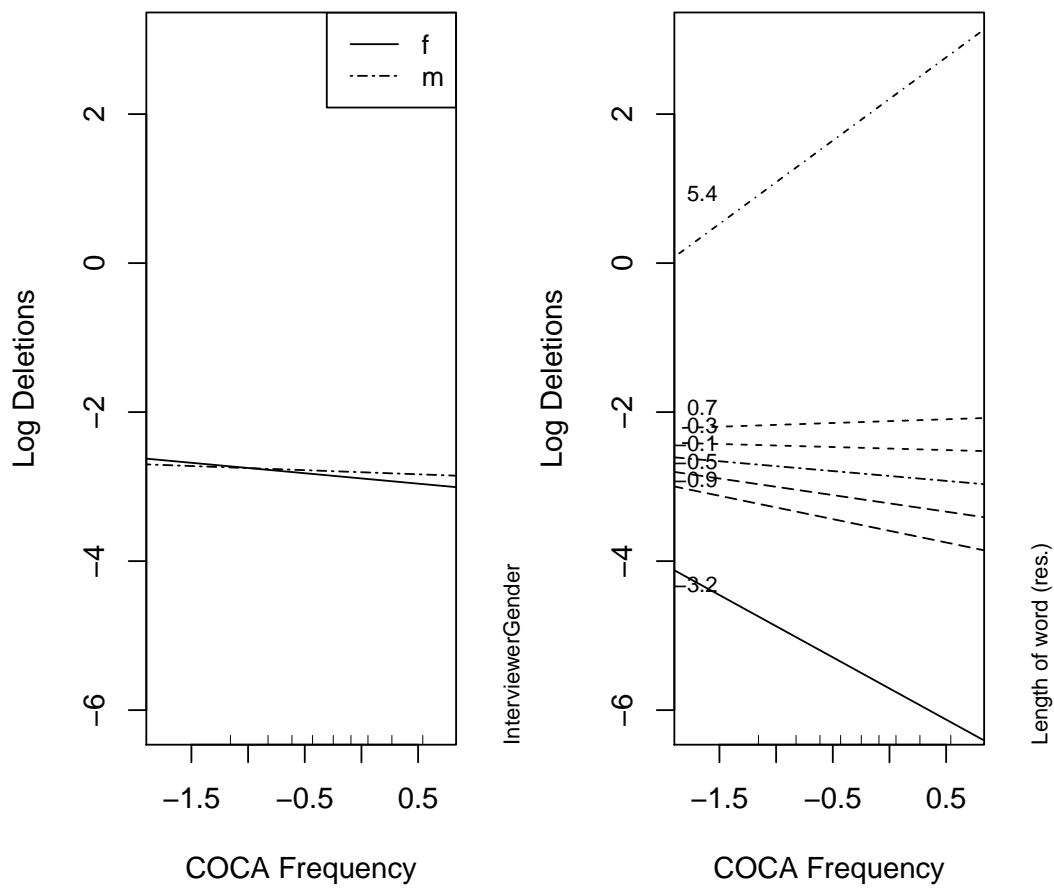 f
m
Log Deletions
2
0
−2
−4
−6
−1.5
−0.5
0.5
COCA Frequency
InterviewerGender
Log Deletions
2
0
−2
−4
−6
5.4
0.7
−0.3
−0.1
−0.5
−0.9
−3.2
−1.5
−0.5
0.5
COCA Frequency
Length of word (res.)